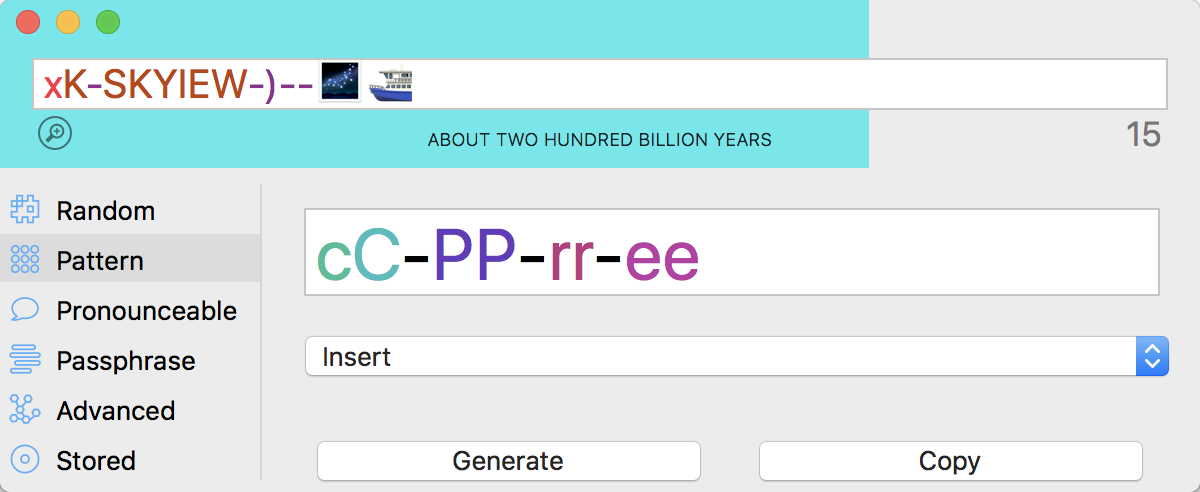 xK-SKYIEW-)--🌌🛥
ABOUT TWO HUNDRED BILLION YEARS
15
Random
Pattern
Pronounceable
Passphrase
Advanced
Stored
cC-PP-rr-ee
Insert
Generate
Copy